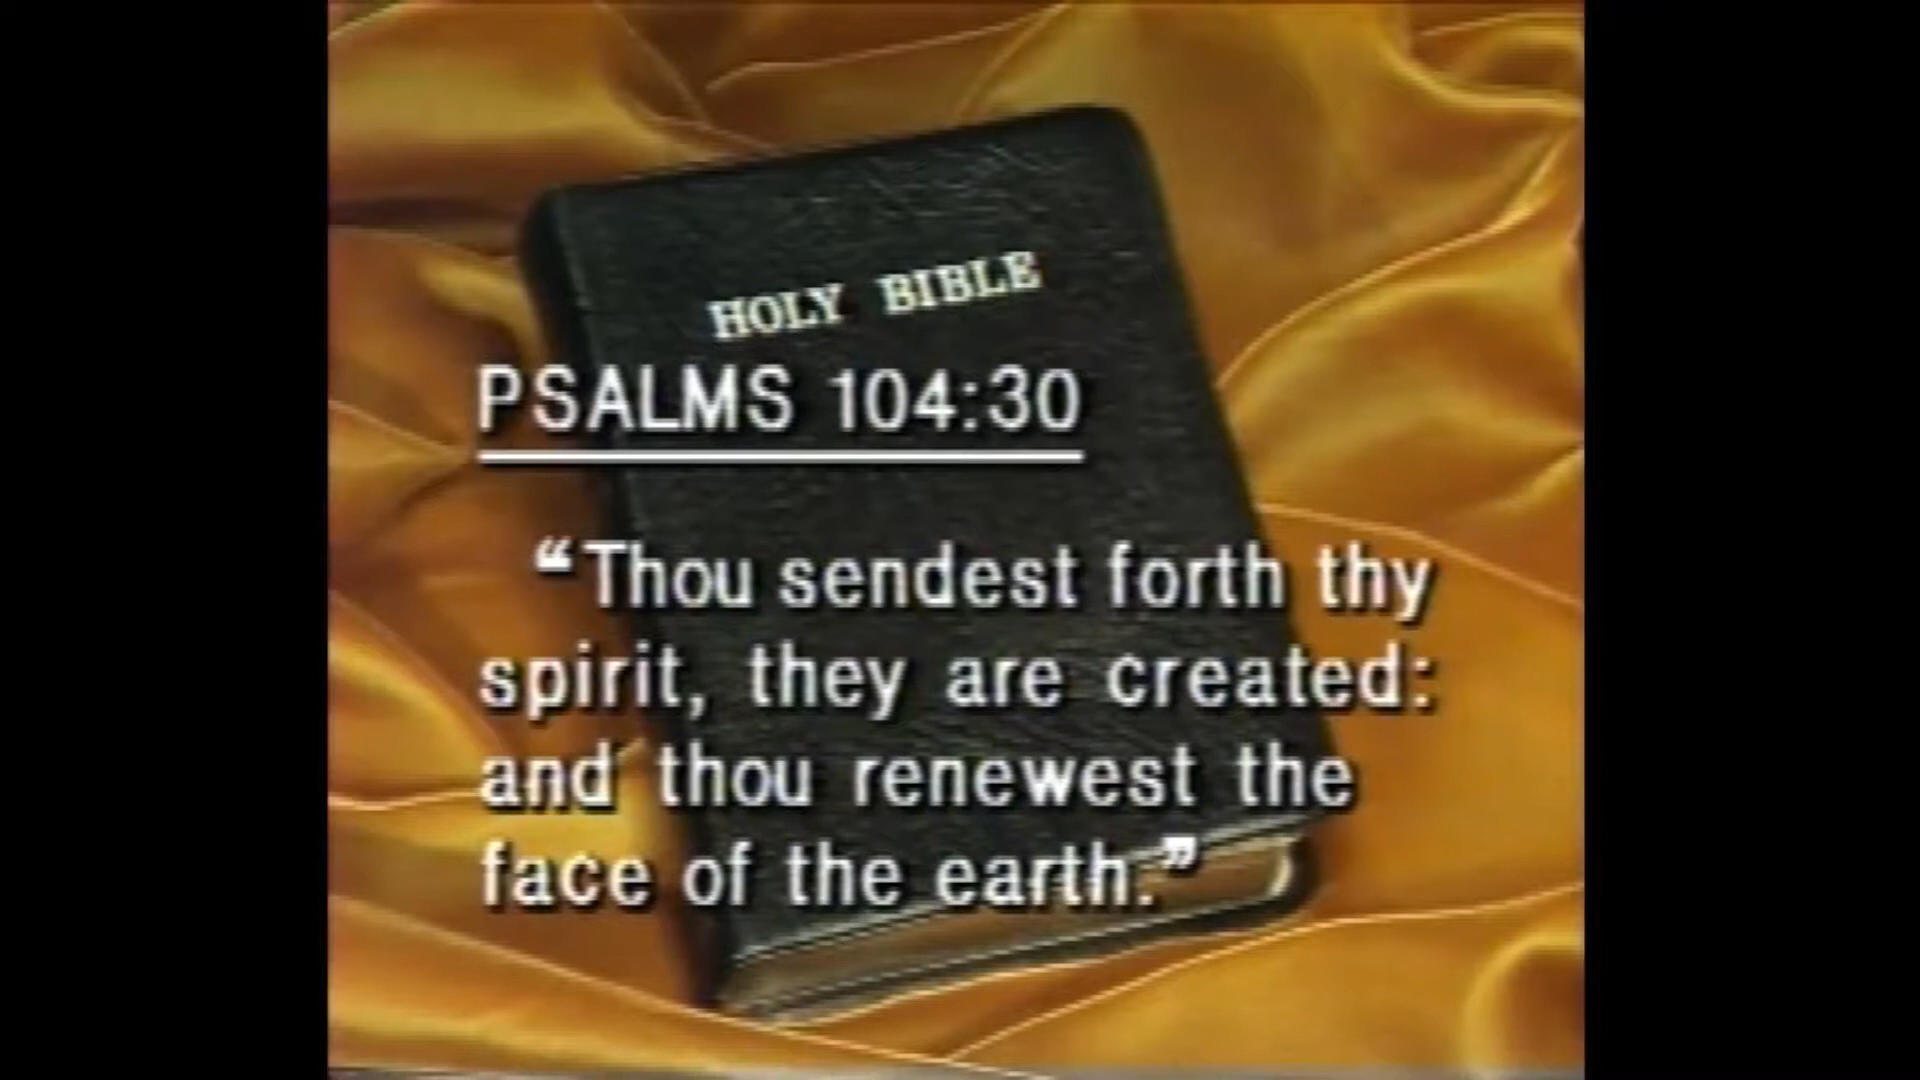 HOLY BIBLE
PSALMS 104:30
“Thou sendest forth thy
spirit, they are created:
and thou renewest the
face of the earth.”